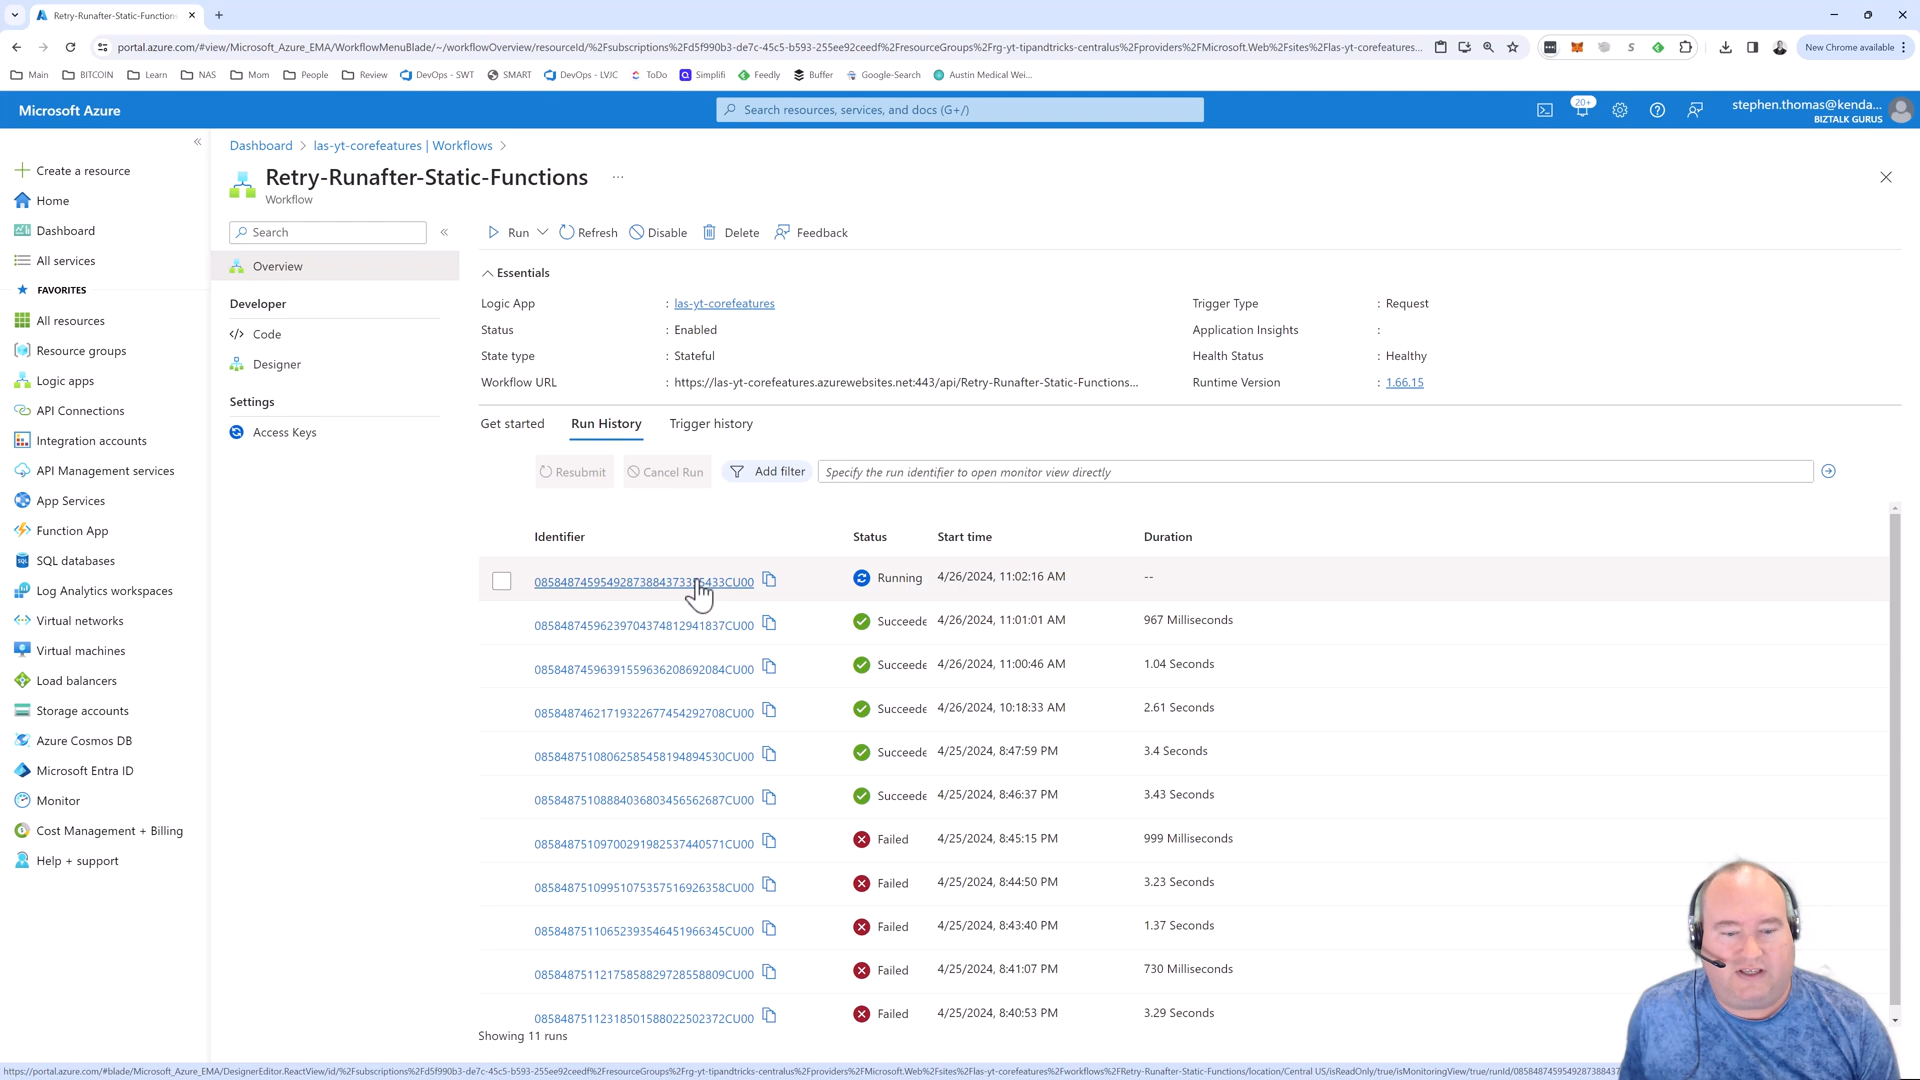 Retry-Runafter-Static-Functions
portal.azure.com/#view/Microsoft_Azure_EMA/WorkflowMenuBlade/~/workflowOverview/resourceId/%2Fsubscriptions%2Fd5f990b3-de7c-45c5-b593-255ee92ceedf%2FresourceGroups%2Frg-yt-tipandtricks-centralus%2Fproviders%2FMicrosoft.Web%2Fsites%2Flas-yt-corefeatures...
New Chrome available
Main BITCOIN Learn NAS Mom People Review DevOps - SWT SMART DevOps - LVJC ToDo Simplifi Feedly Buffer Google-Search Austin Medical Wei...
Microsoft Azure
Search resources, services, and docs (G+/)
20+
stephen.thomas@kenda...
BIZTALK GURUS
Create a resource
Home
Dashboard
All services
FAVORITES
All resources
Resource groups
Logic apps
API Connections
Integration accounts
API Management services
App Services
Function App
SQL databases
Log Analytics workspaces
Virtual networks
Virtual machines
Load balancers
Storage accounts
Azure Cosmos DB
Microsoft Entra ID
Monitor
Cost Management + Billing
Help + support
Dashboard > las-yt-corefeatures | Workflows >
Retry-Runafter-Static-Functions ...
Workflow
Search
Overview
Developer
Code
Designer
Settings
Access Keys
Run Refresh Disable Delete Feedback
Essentials
Logic App : las-yt-corefeatures
Status : Enabled
State type : Stateful
Workflow URL : https://las-yt-corefeatures.azurewebsites.net:443/api/Retry-Runafter-Static-Functions...
Trigger Type : Request
Application Insights :
Health Status : Healthy
Runtime Version : 1.66.15
Get started Run History Trigger history
Resubmit Cancel Run Add filter Specify the run identifier to open monitor view directly
Identifier Status Start time Duration
Running 4/26/2024, 11:02:16 AM --
08584874596239704374812941837CU00 Succeede 4/26/2024, 11:01:01 AM 967 Milliseconds
08584874596391559636208692084CU00 Succeede 4/26/2024, 11:00:46 AM 1.04 Seconds
08584874621719322677454292708CU00 Succeede 4/26/2024, 10:18:33 AM 2.61 Seconds
08584875108062585458194894530CU00 Succeede 4/25/2024, 8:47:59 PM 3.4 Seconds
08584875108884036803456562687CU00 Succeede 4/25/2024, 8:46:37 PM 3.43 Seconds
08584875109700291982537440571CU00 Failed 4/25/2024, 8:45:15 PM 999 Milliseconds
08584875109951075357516926358CU00 Failed 4/25/2024, 8:44:50 PM 3.23 Seconds
08584875110652393546451966345CU00 Failed 4/25/2024, 8:43:40 PM 1.37 Seconds
08584875112175858829728558809CU00 Failed 4/25/2024, 8:41:07 PM 730 Milliseconds
08584875112318501588022502372CU00 Failed 4/25/2024, 8:40:53 PM 3.29 Seconds
Showing 11 runs